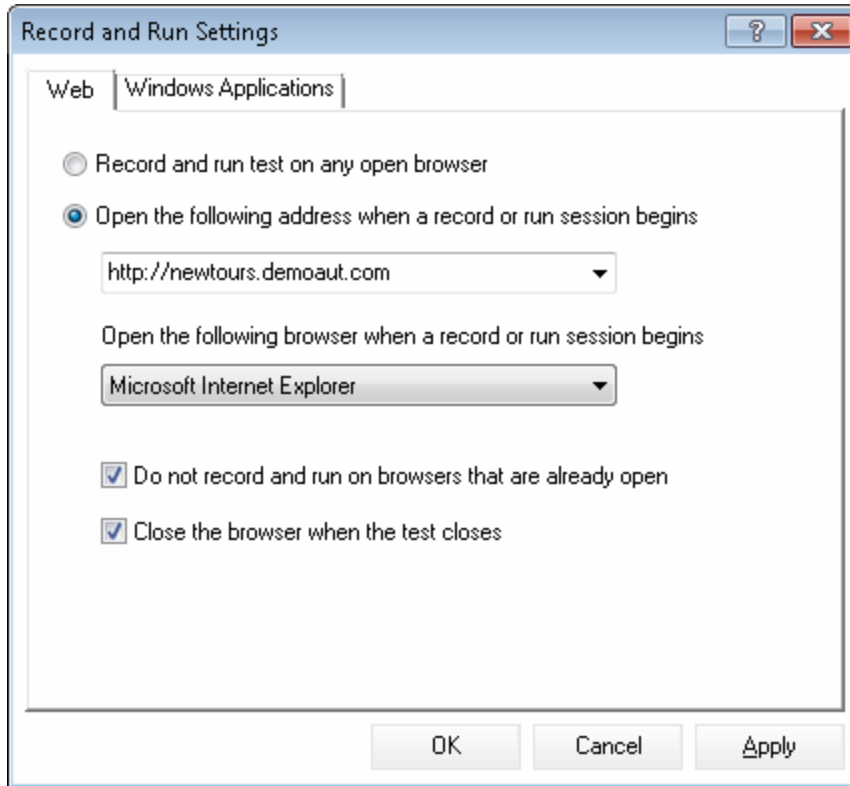 Record and Run Settings
Web
Windows Applications
Record and run test on any open browser
Open the following address when a record or run session begins
http://newtours.demoaut.com
Open the following browser when a record or run session begins
Microsoft Internet Explorer
Do not record and run on browsers that are already open
Close the browser when the test closes
OK
Cancel
Apply